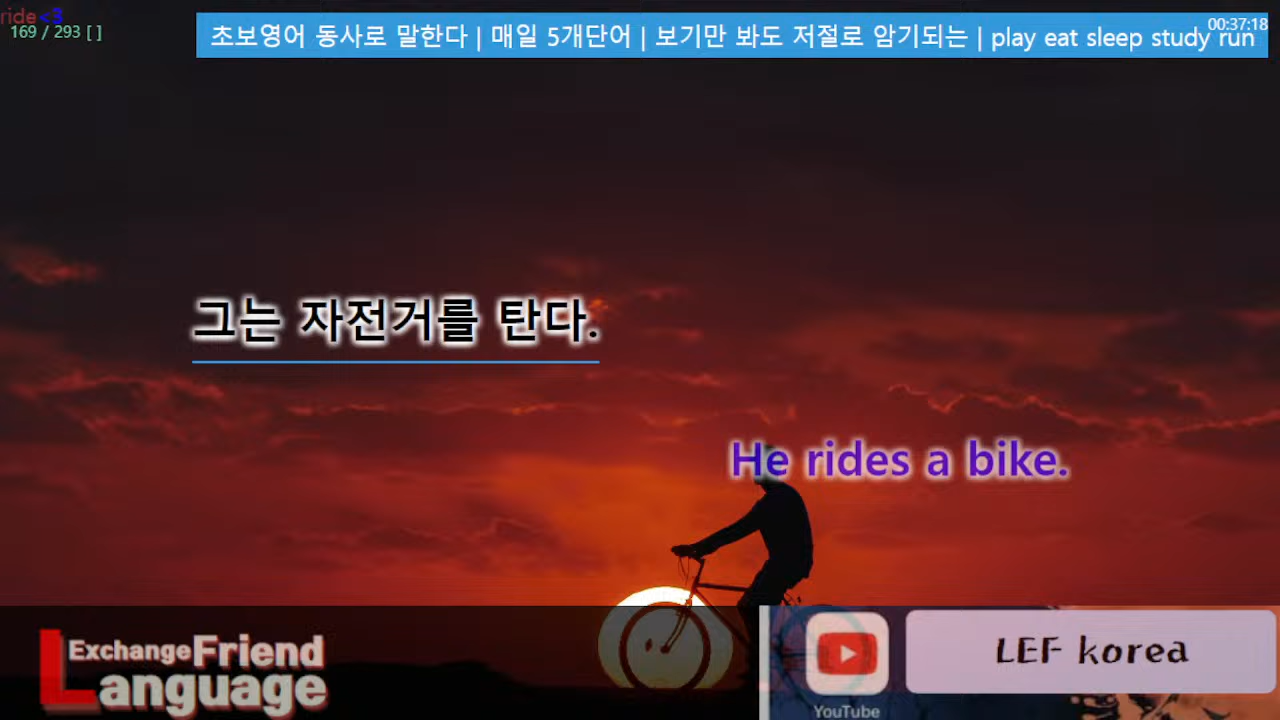 ride<3
169 / 293 [ ]
초보영어 동사로 말한다 | 매일 5개단어 | 보기만 봐도 저절로 암기되는 | play eat sleep study run
00:37:18
그는 자전거를 탄다.
He rides a bike.
ExchangeFriend
Language
LEF korea
YouTube